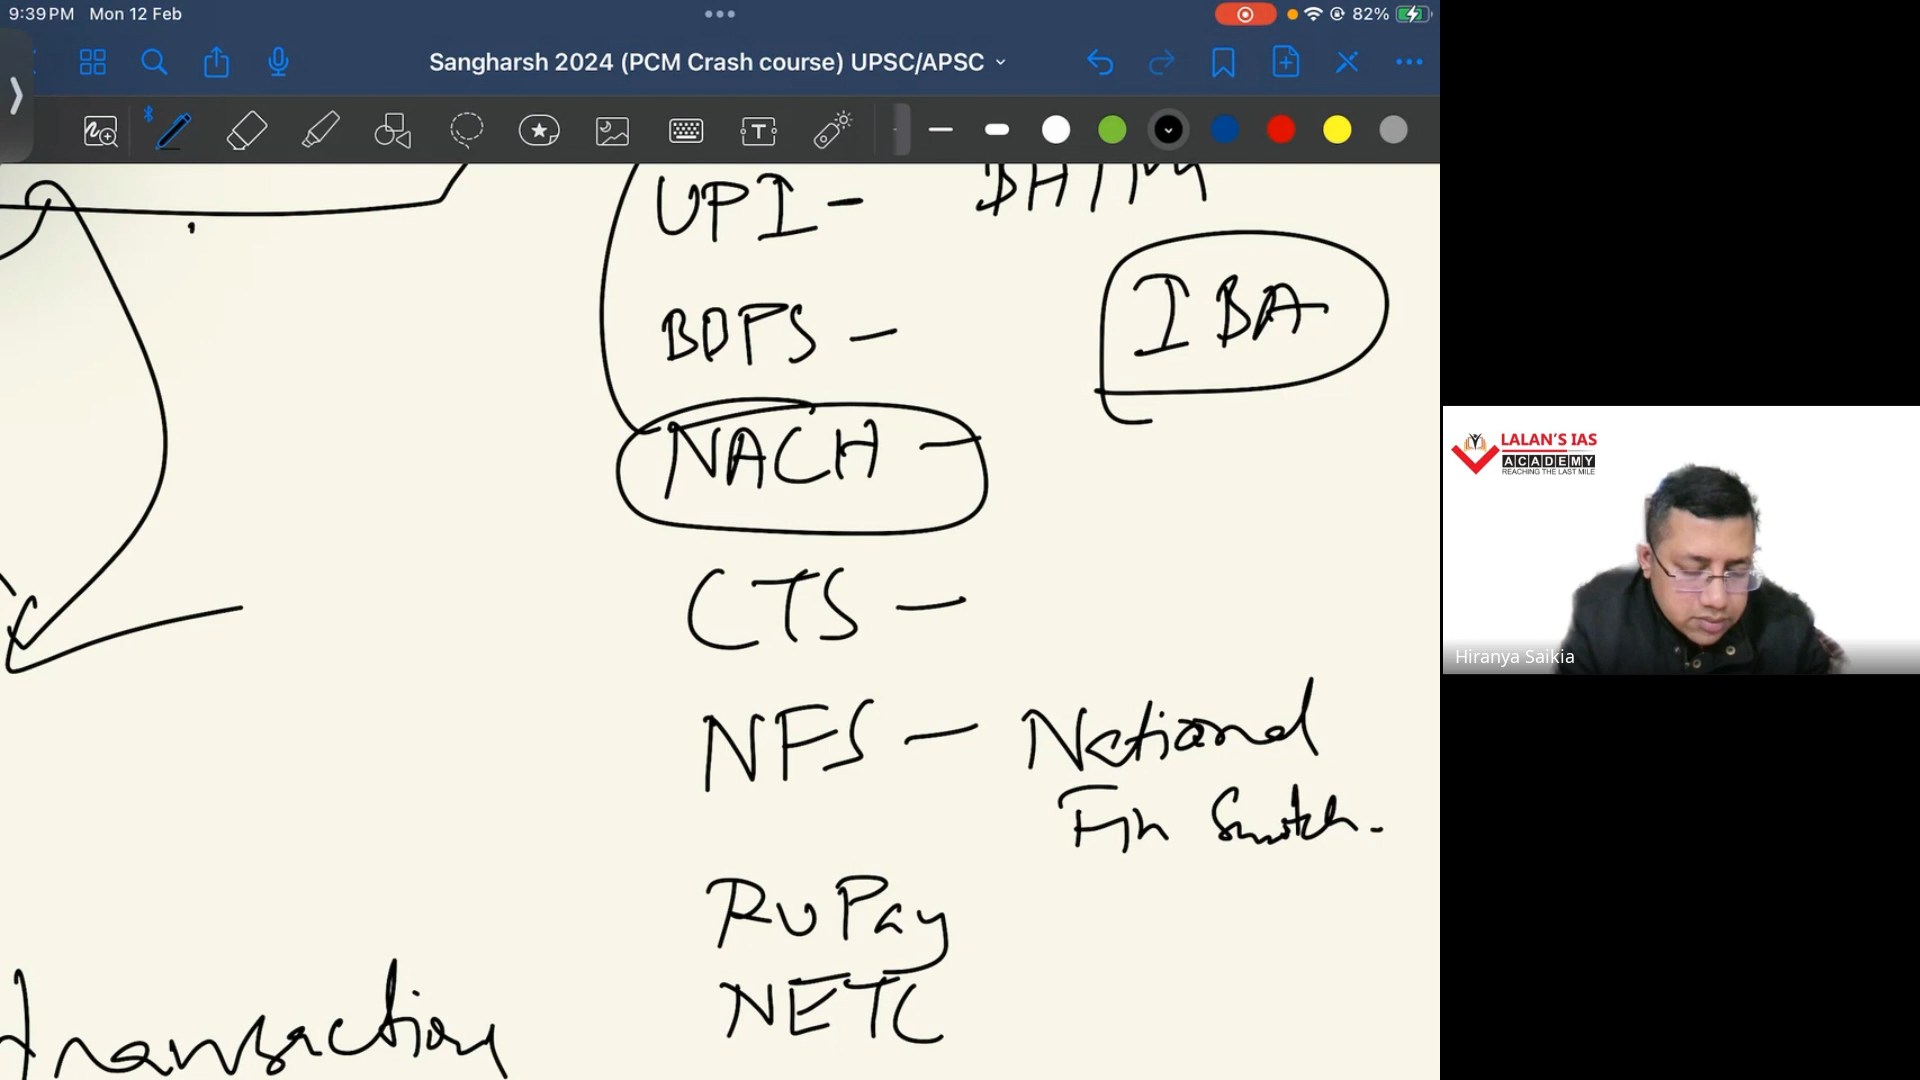 9:39 PM Mon 12 Feb
82%
Sangharsh 2024 (PCM Crash course) UPSC/APSC
UPI - BHIM
IBA
BBPS -
NACH -
CTS -
NFS - National
Fin Switch.
RuPay
NETC
transaction
LALAN'S IAS
ACADEMY
REACHING THE LAST MILE
Hiranya Saikia